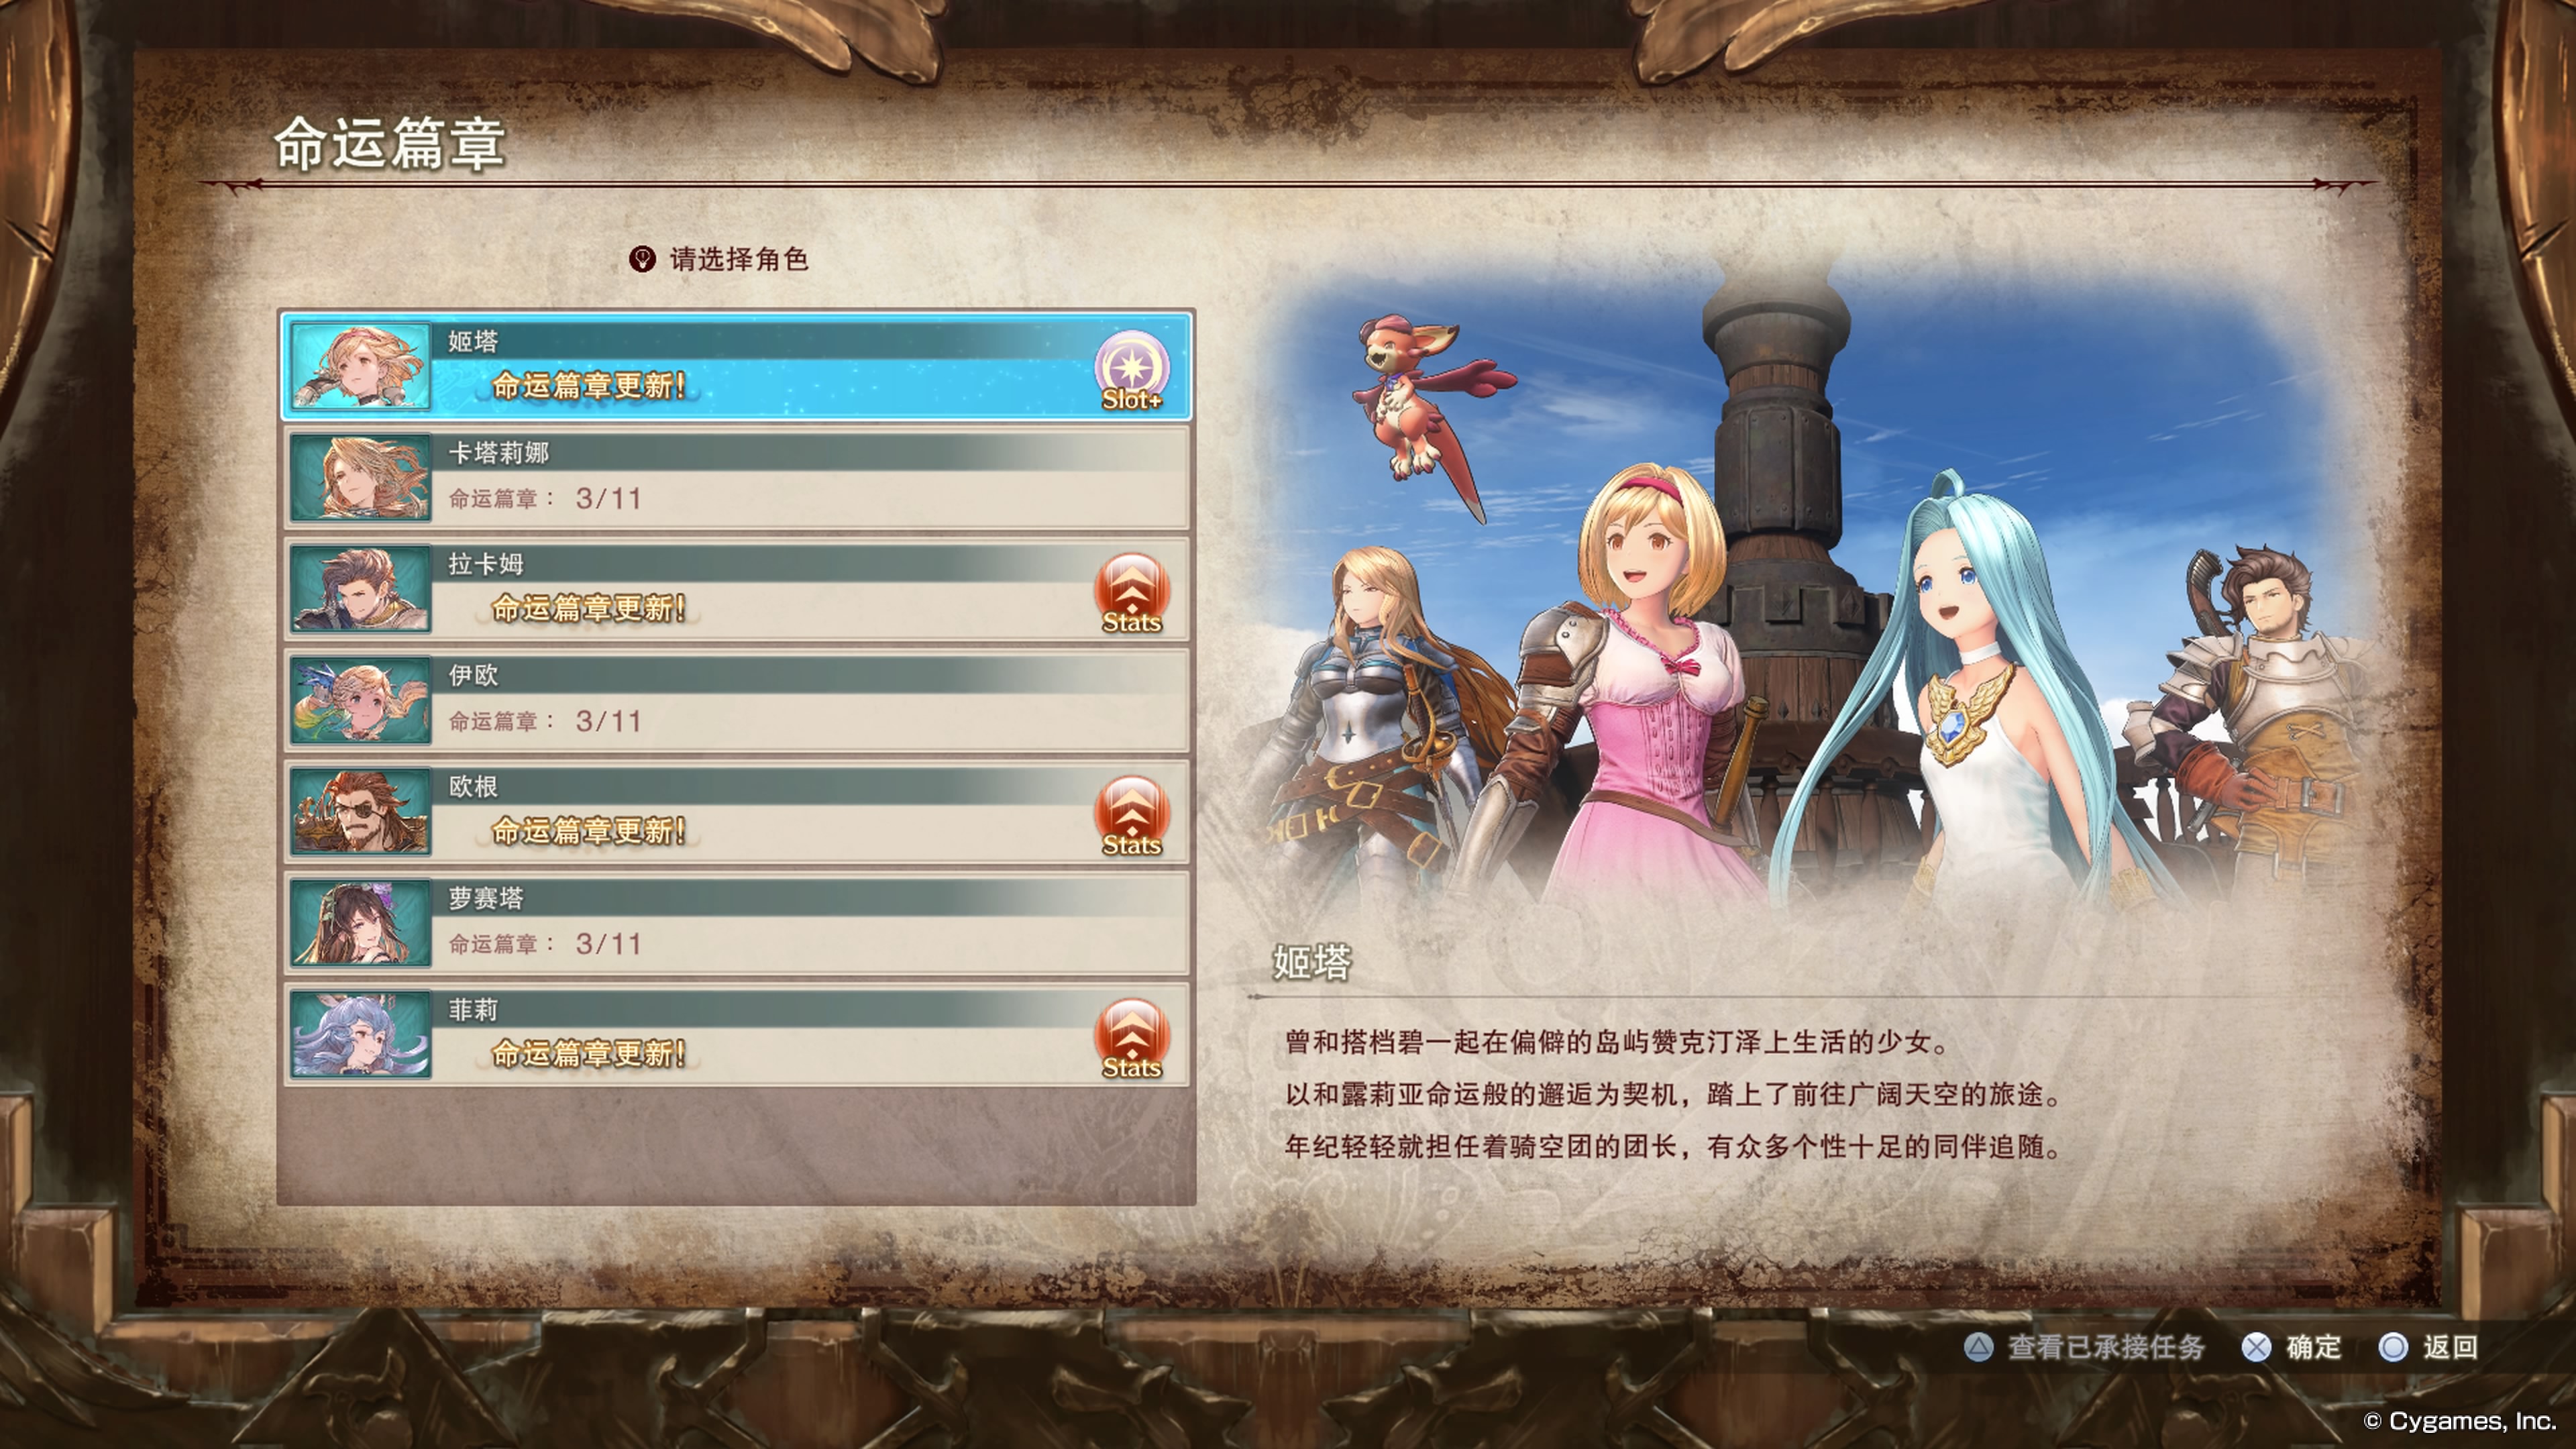 命运篇章
请选择角色
姬塔
命运篇章更新!
Slot+
卡塔莉娜
命运篇章： 3/11
拉卡姆
命运篇章更新!
Stats
伊欧
命运篇章： 3/11
欧根
命运篇章更新!
Stats
萝赛塔
命运篇章： 3/11
菲莉
命运篇章更新!
Stats
姬塔
曾和搭档碧一起在偏僻的岛屿赞克汀泽上生活的少女。
以和露莉亚命运般的邂逅为契机，踏上了前往广阔天空的旅途。
年纪轻轻就担任着骑空团的团长，有众多个性十足的同伴追随。
查看已承接任务 确定 返回
© Cygames, Inc.